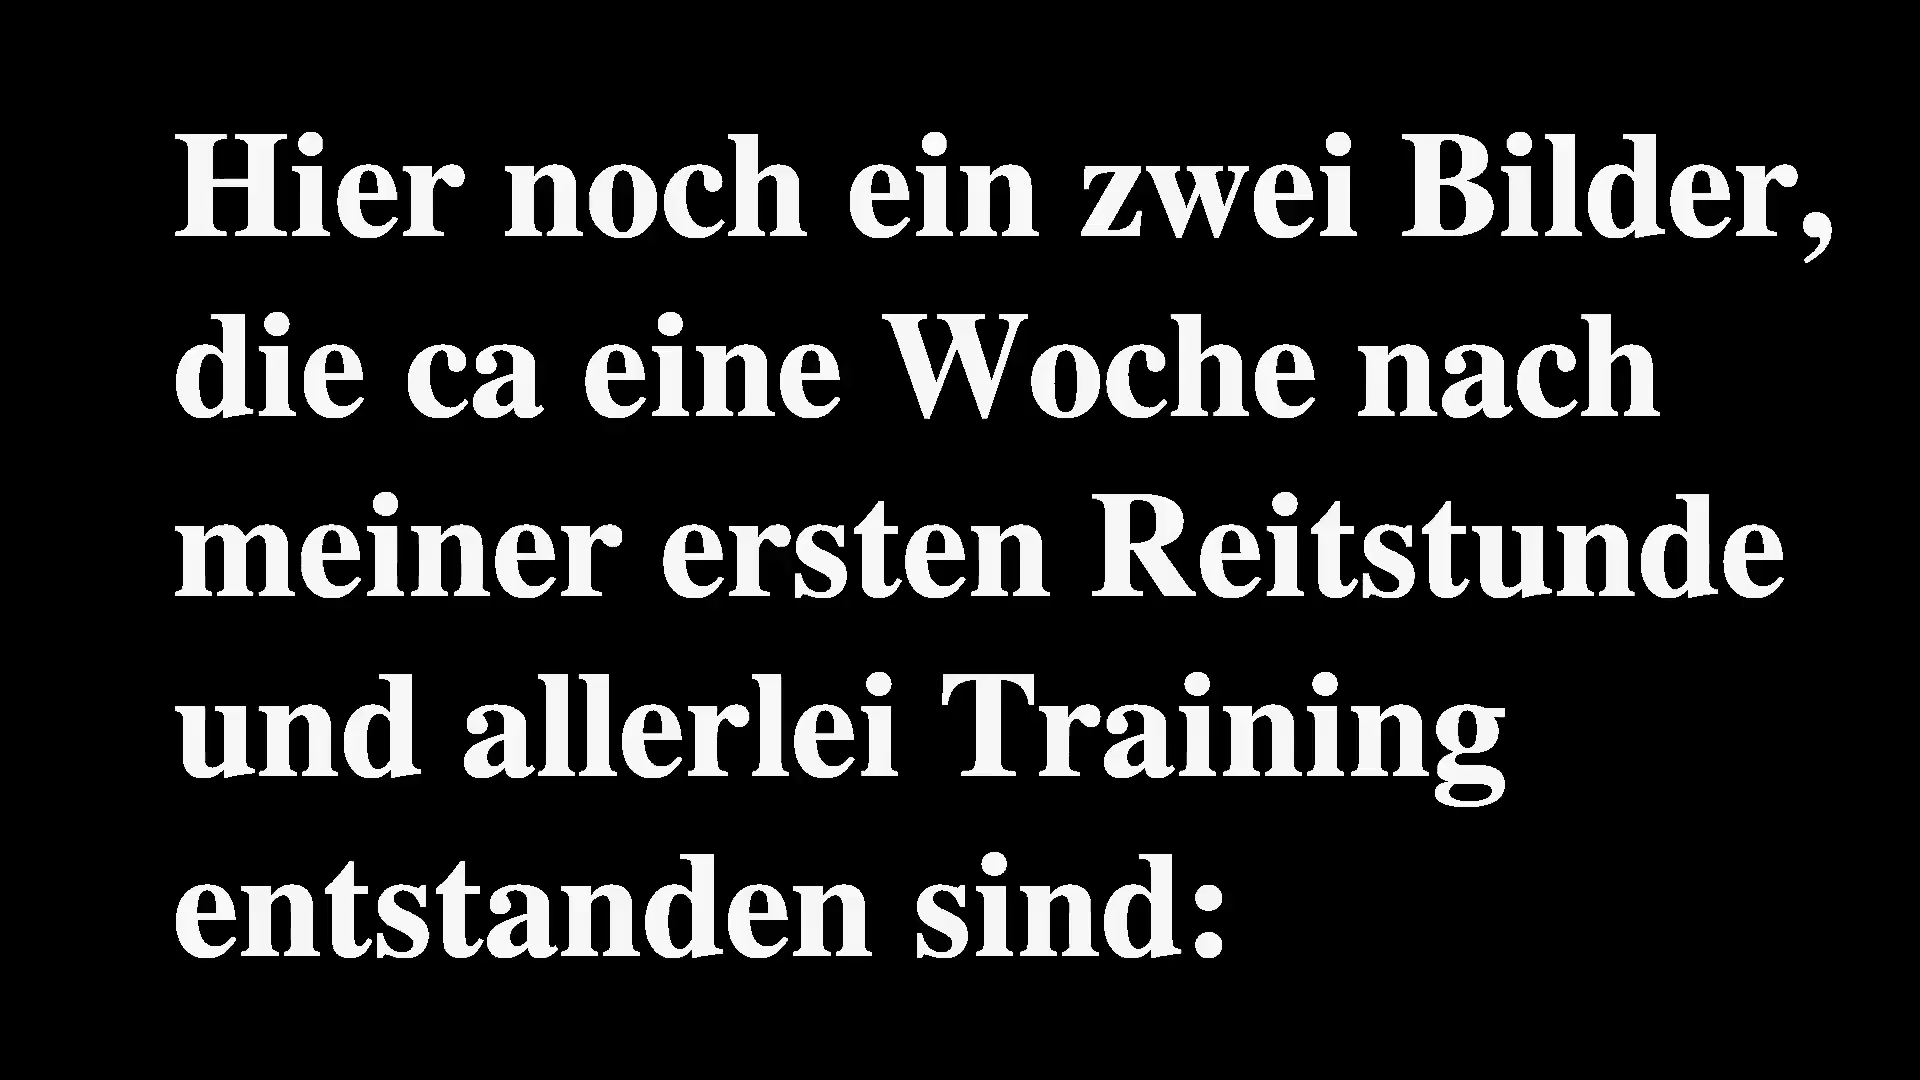 Hier noch ein zwei Bilder,
die ca eine Woche nach
meiner ersten Reitstunde
und allerlei Training
entstanden sind: